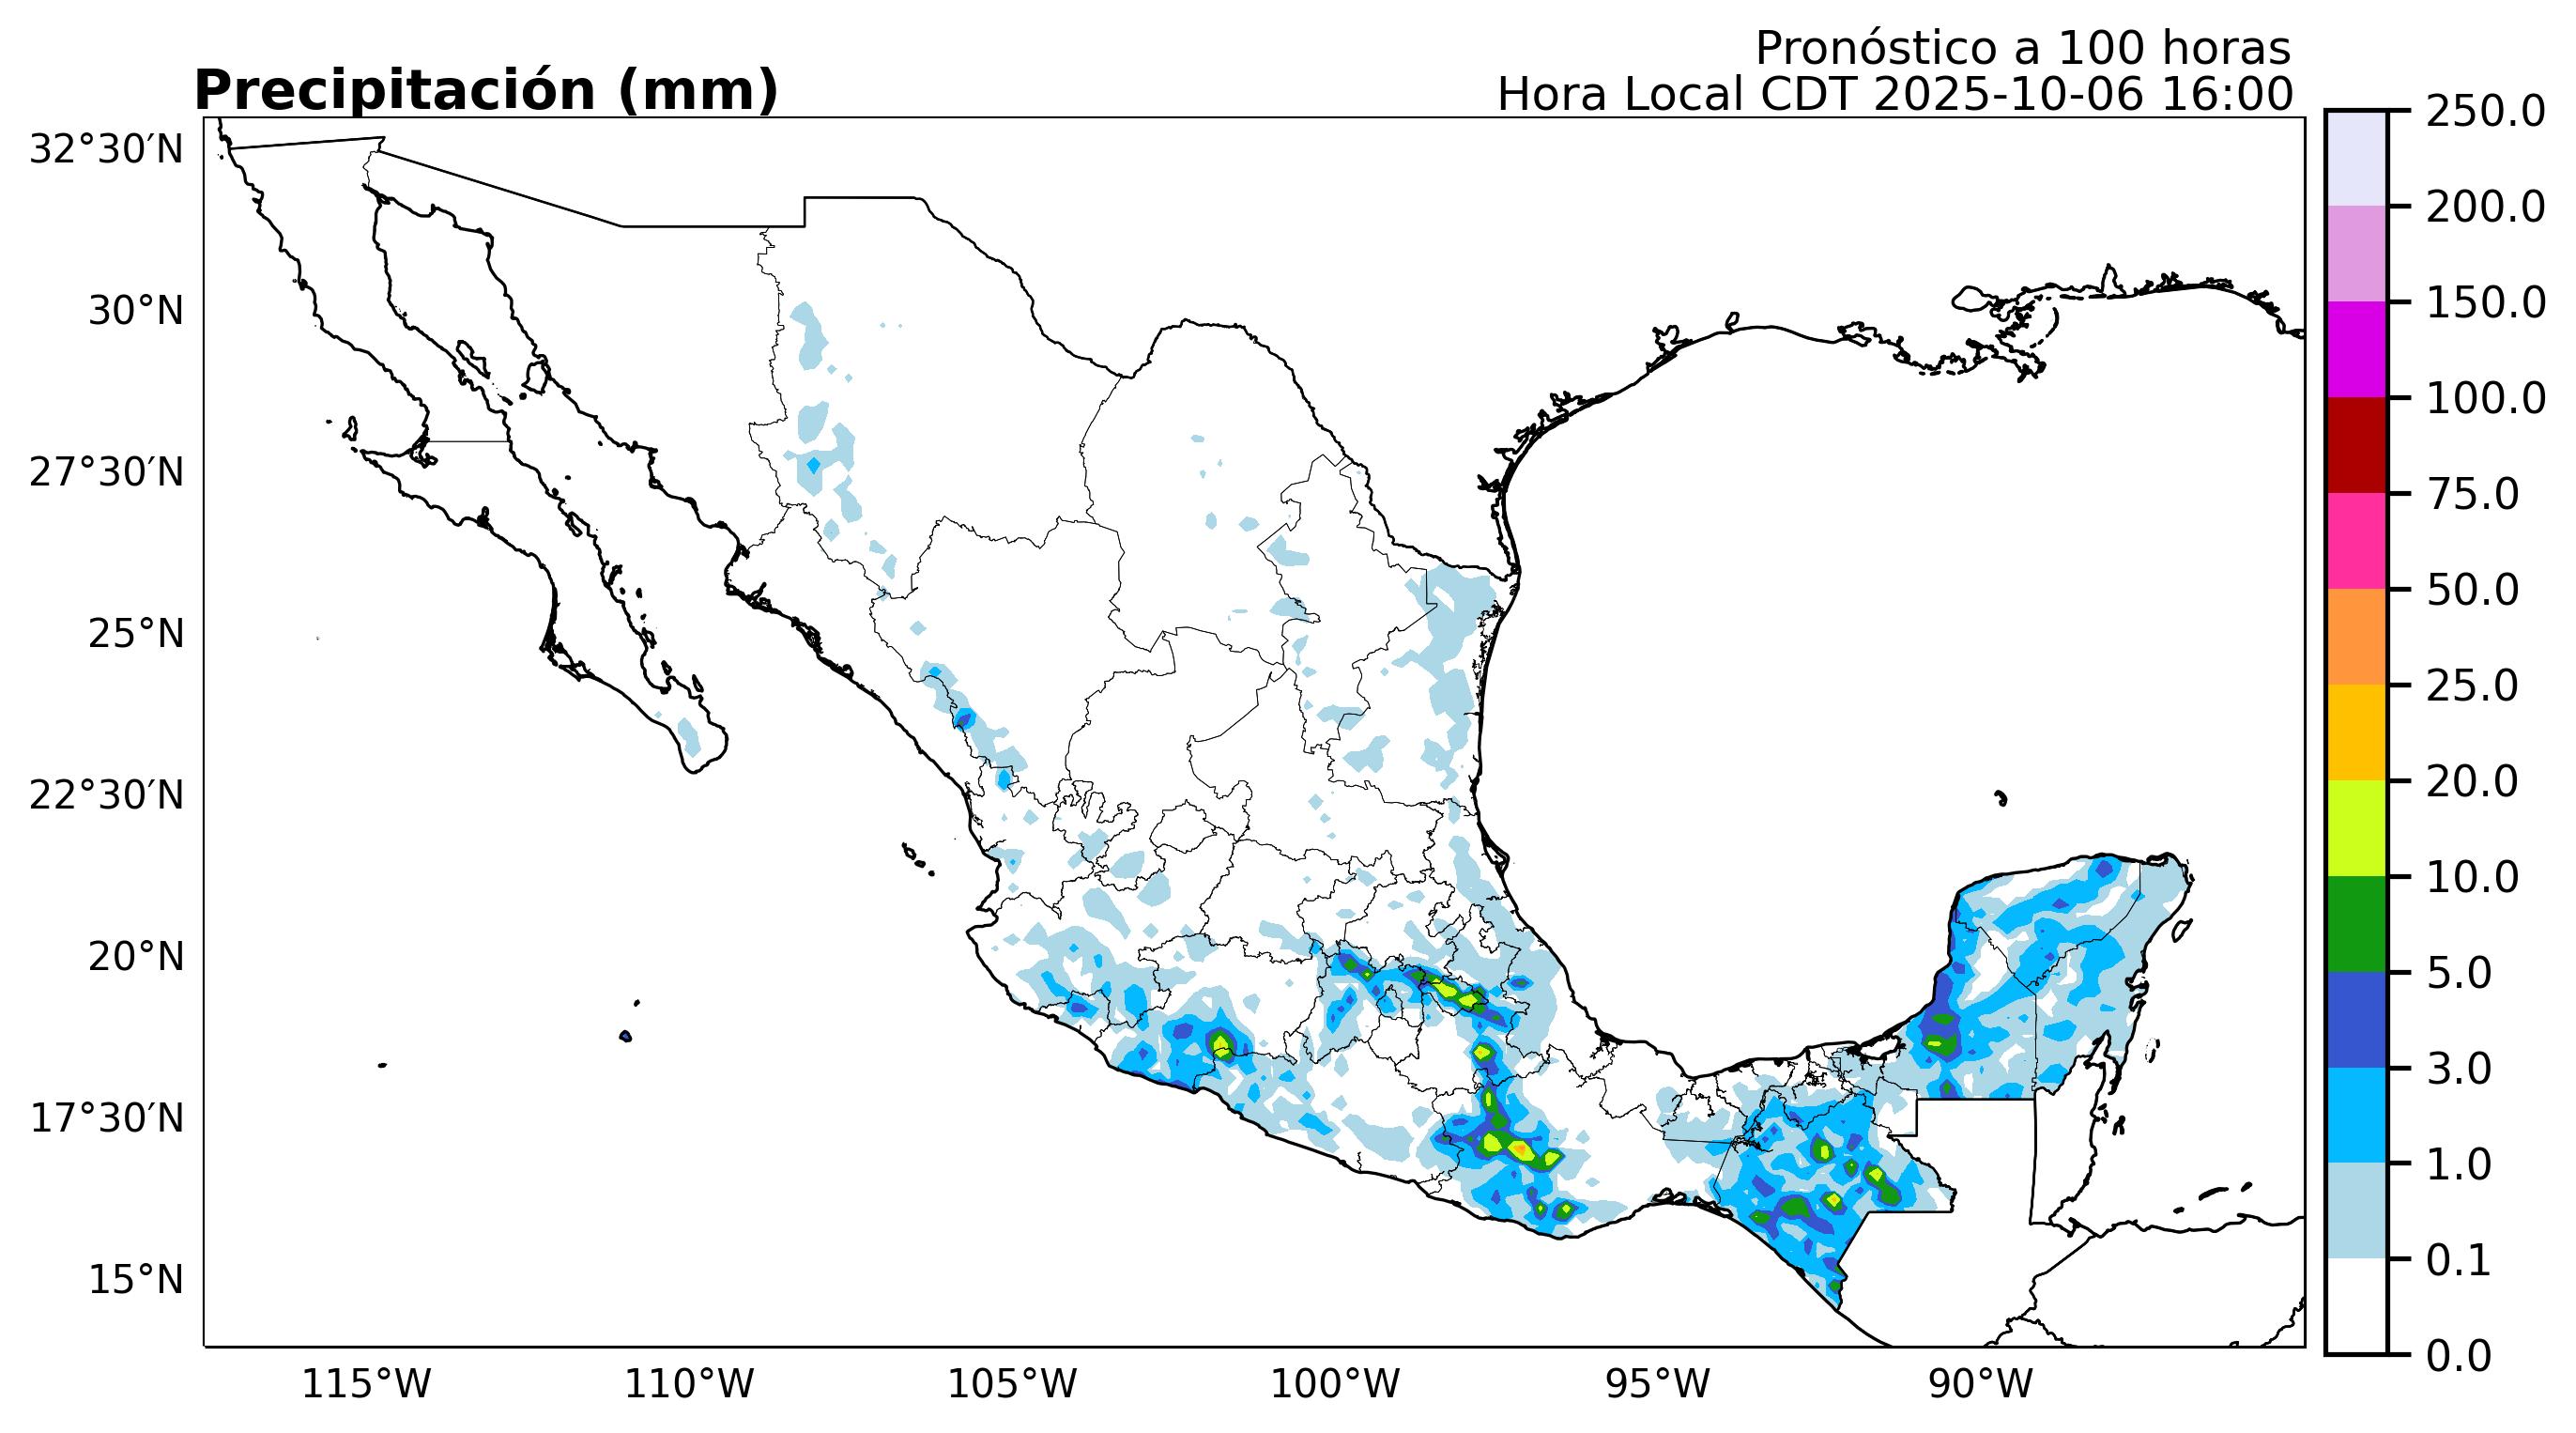 Pronóstico a 100 horas
Precipitación (mm)
Hora Local CDT 2025-10-06 16:00
32°30′N
30°N
27°30′N
25°N
22°30′N
20°N
17°30′N
15°N
115°W
110°W
105°W
100°W
95°W
90°W
250.0
200.0
150.0
100.0
75.0
50.0
25.0
20.0
10.0
5.0
3.0
1.0
0.1
0.0